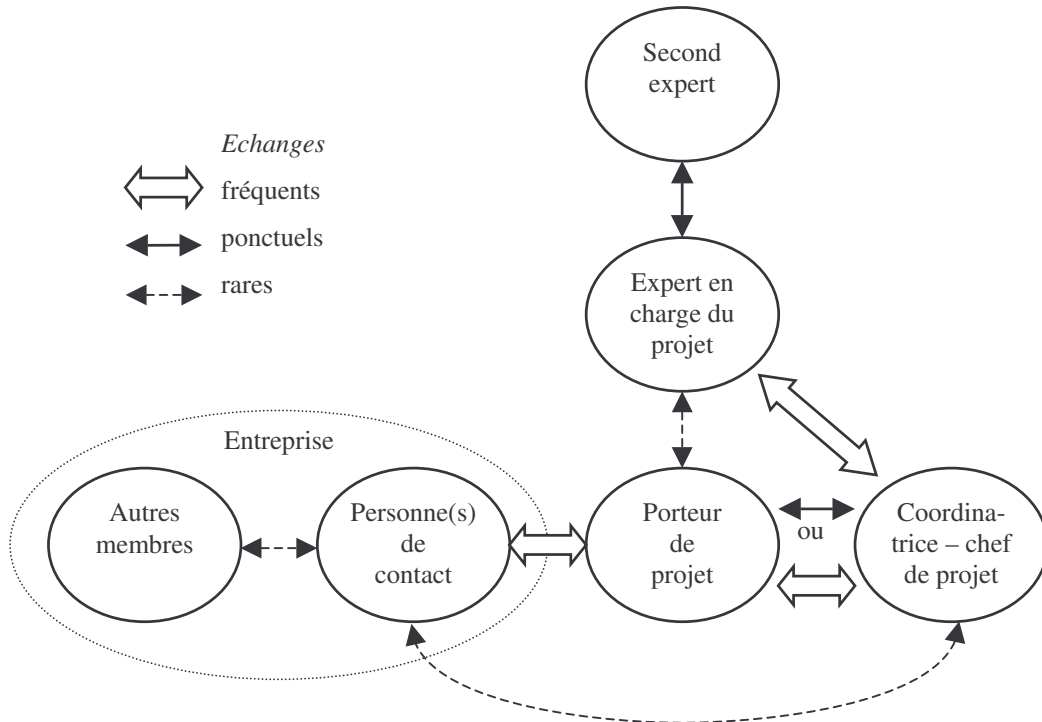 Second
expert
Echanges
fréquents
ponctuels
rares
Expert en
charge du
projet
Entreprise
Autres
membres
Personne(s)
de
contact
Porteur
de
projet
ou
Coordina-
trice – chef
de projet